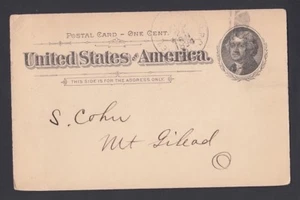 POSTAL CARD – ONE CENT.
United States of America.
THIS SIDE IS FOR THE ADDRESS ONLY.
S. Cohn
Mt Gilead
O